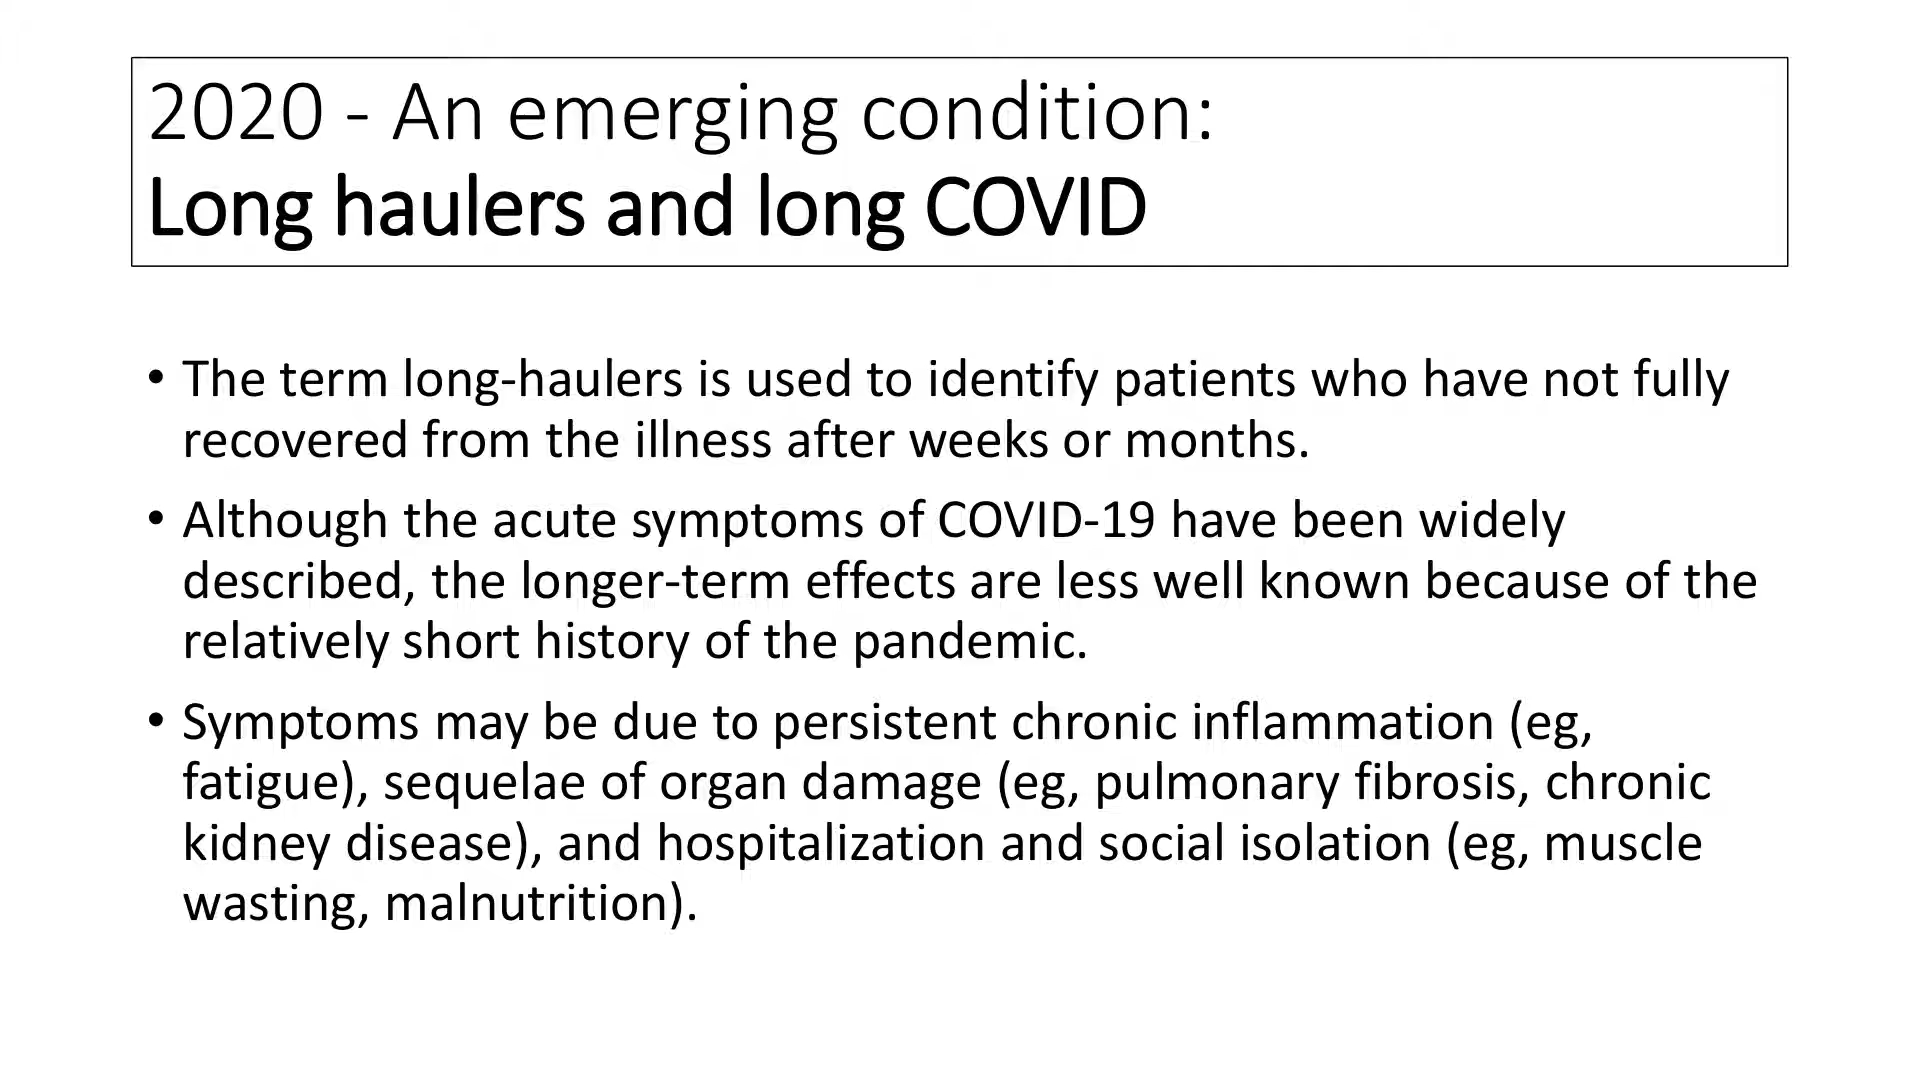 2020 - An emerging condition:
Long haulers and long COVID
• The term long-haulers is used to identify patients who have not fully
recovered from the illness after weeks or months.
• Although the acute symptoms of COVID-19 have been widely
described, the longer-term effects are less well known because of the
relatively short history of the pandemic.
• Symptoms may be due to persistent chronic inflammation (eg,
fatigue), sequelae of organ damage (eg, pulmonary fibrosis, chronic
kidney disease), and hospitalization and social isolation (eg, muscle
wasting, malnutrition).